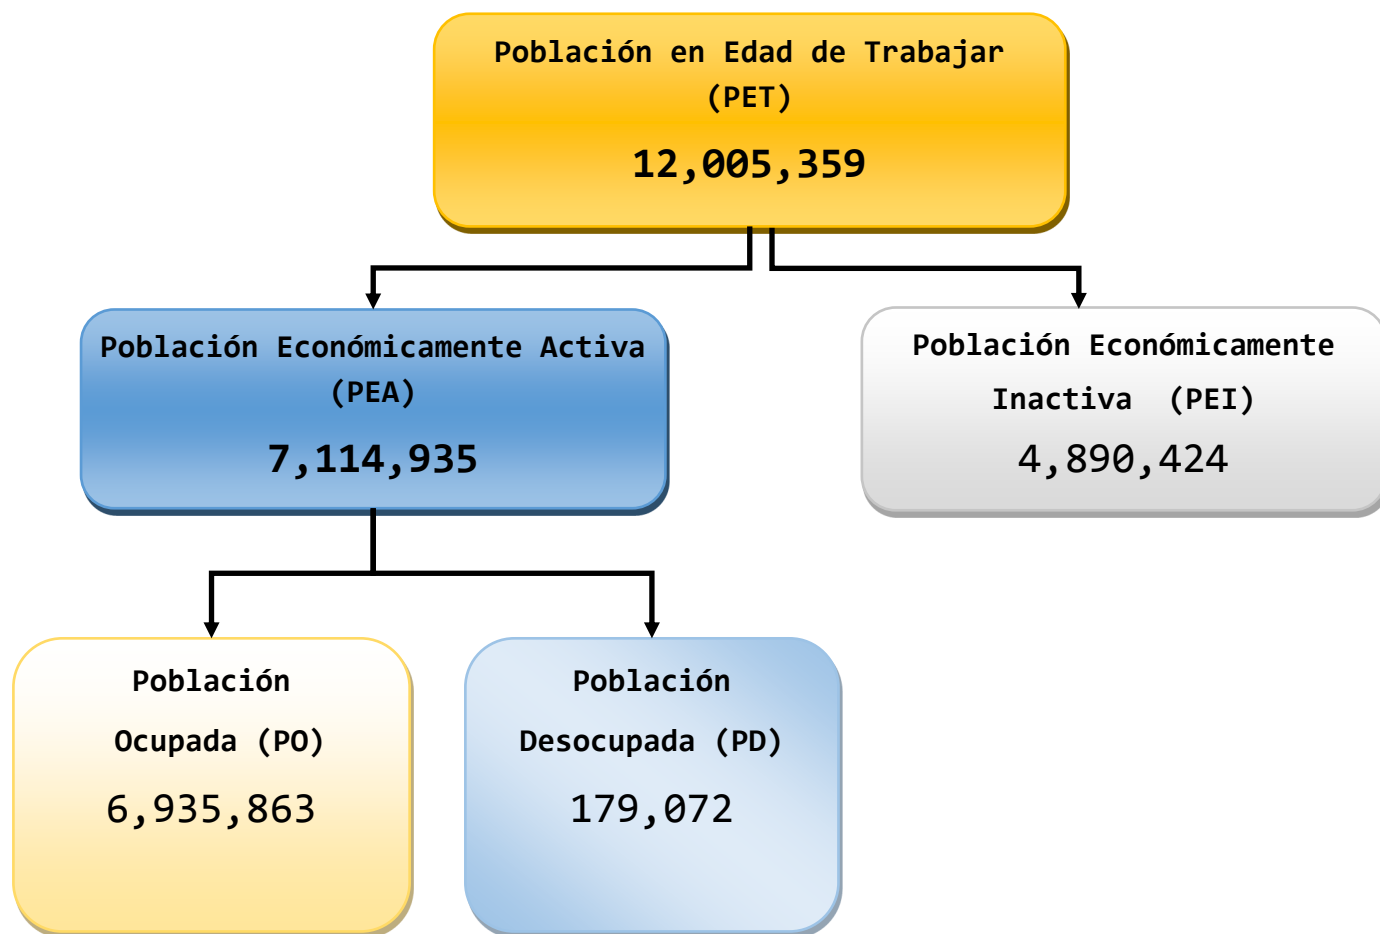 Población en Edad de Trabajar
(PET)
12,005,359
Población Económicamente Activa
(PEA)
7,114,935
Población Económicamente
Inactiva (PEI)
4,890,424
Población
Ocupada (PO)
6,935,863
Población
Desocupada (PD)
179,072